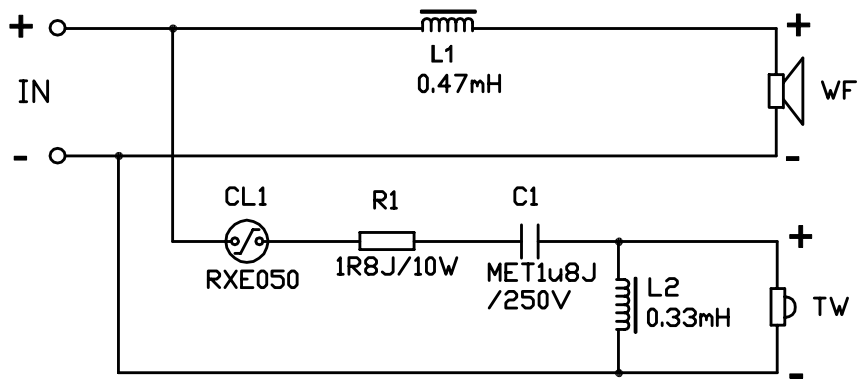 + +
L1
0.47mH
IN WF
- -
CL1 R1 C1
+
RXE050 1R8J/10W MET1u8J
/250V
L2
0.33mH TW
-